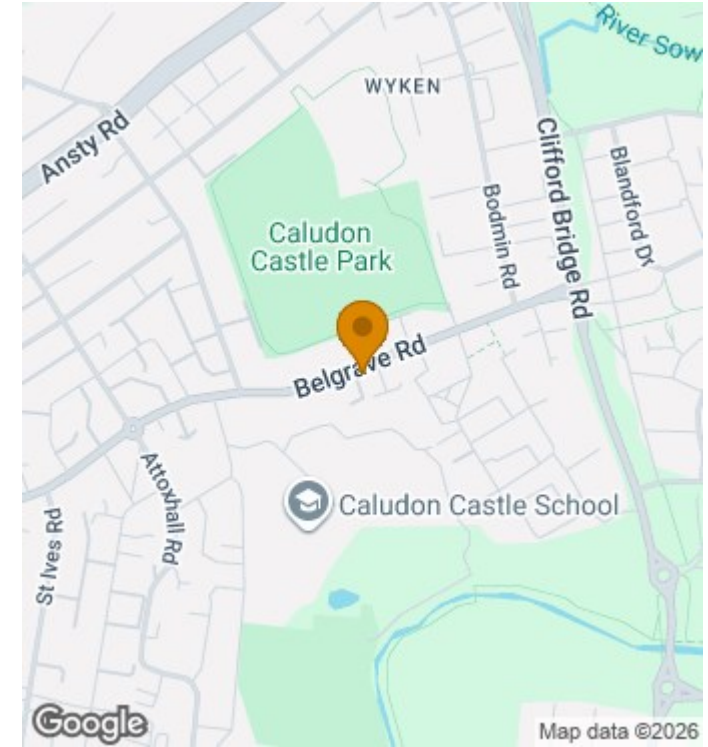 River Sow
WYKEN
Ansty Rd
Clifford Bridge Rd
Blandford Dr
Bodmin Rd
Caludon
Castle Park
Belgrave Rd
Attoxhall Rd
Caludon Castle School
St Ives Rd
Google
Map data ©2026